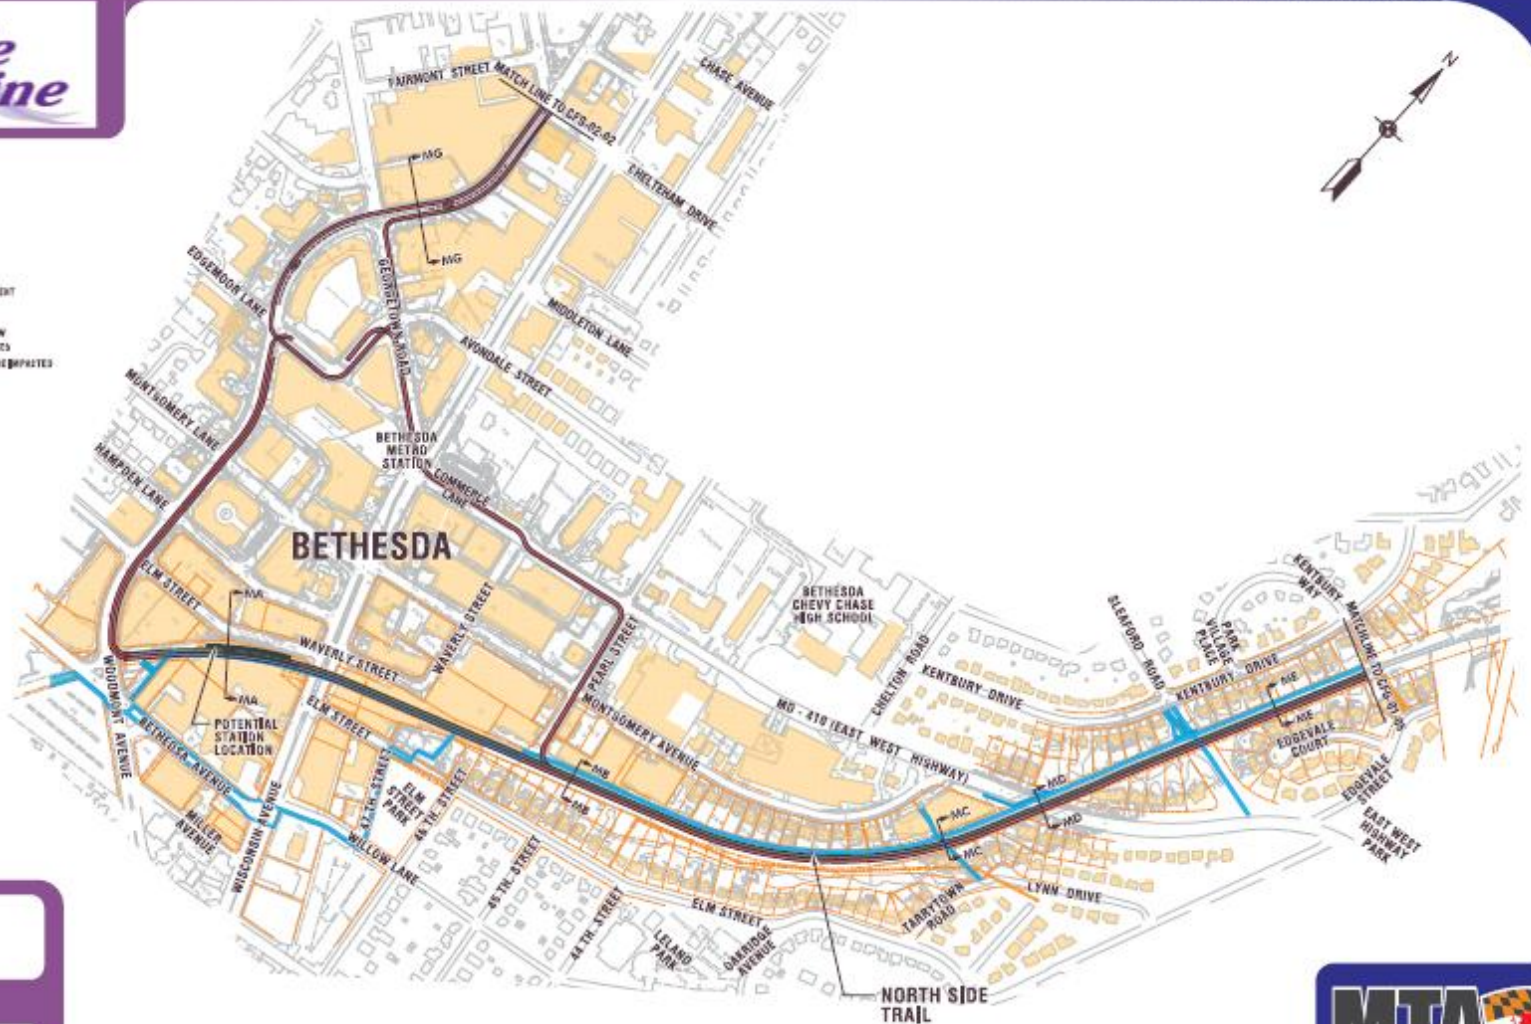 e
ine
FAIRMONT STREET
MATCH LINE TO CFS-02-02
CHASE AVENUE
N
MG
CHELTEHAM DRIVE
MG
EDGEMOOR LANE
GEORGETOWN ROAD
MIDDLETON LANE
AVONDALE STREET
MONTGOMERY LANE
BETHESDA
METRO
STATION
HAMPDEN LANE
COMMERCE
LANE
BETHESDA
ELM STREET
MA
WAVERLY STREET
WAVERLY STREET
BETHESDA
CHEVY CHASE
HIGH SCHOOL
KENTBURY
WAY
MATCHLINE TO
SLEAFORD ROAD
PARK
VILLAGE
PLACE
CHELTON ROAD
KENTBURY DRIVE
KENTBURY DRIVE
ME
ME
PEARL STREET
MD - 410 (EAST WEST HIGHWAY)
MONTGOMERY AVENUE
WOODMONT AVENUE
MA
ELM STREET
POTENTIAL
STATION
LOCATION
BETHESDA AVENUE
EDGEVALE
COURT
EDGEVALE
STREET
EAST WEST
HIGHWAY
PARK
MB
MB
MD
MD
MC
MC
47 TH. STREET
ELM
STREET
PARK
46 TH. STREET
MILLER
AVENUE
WISCONSIN AVENUE
WILLOW LANE
45 TH. STREET
44 TH. STREET
ELM STREET
LELAND
PARK
OAKRIDGE
AVENUE
TARRYTOWN
ROAD
LYNN DRIVE
NORTH SIDE
TRAIL
MTA